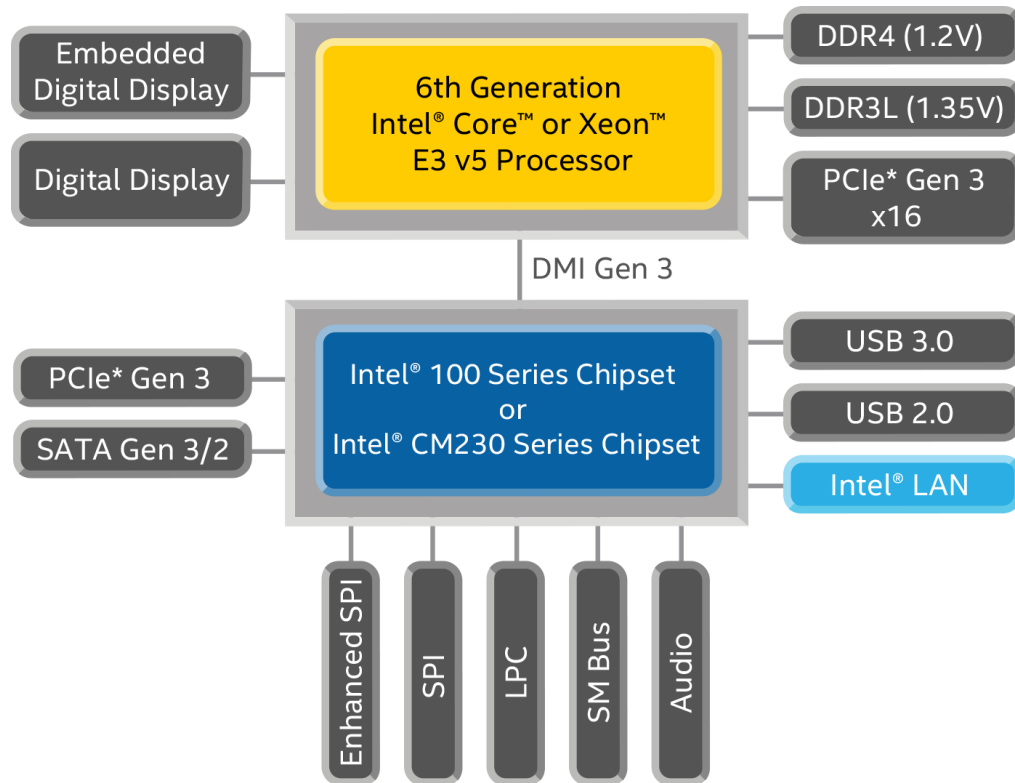 Embedded
Digital Display
Digital Display
6th Generation
Intel® Core™ or Xeon™
E3 v5 Processor
DDR4 (1.2V)
DDR3L (1.35V)
PCIe* Gen 3
x16
DMI Gen 3
PCIe* Gen 3
SATA Gen 3/2
Intel® 100 Series Chipset
or
Intel® CM230 Series Chipset
USB 3.0
USB 2.0
Intel® LAN
Enhanced SPI
SPI
LPC
SM Bus
Audio